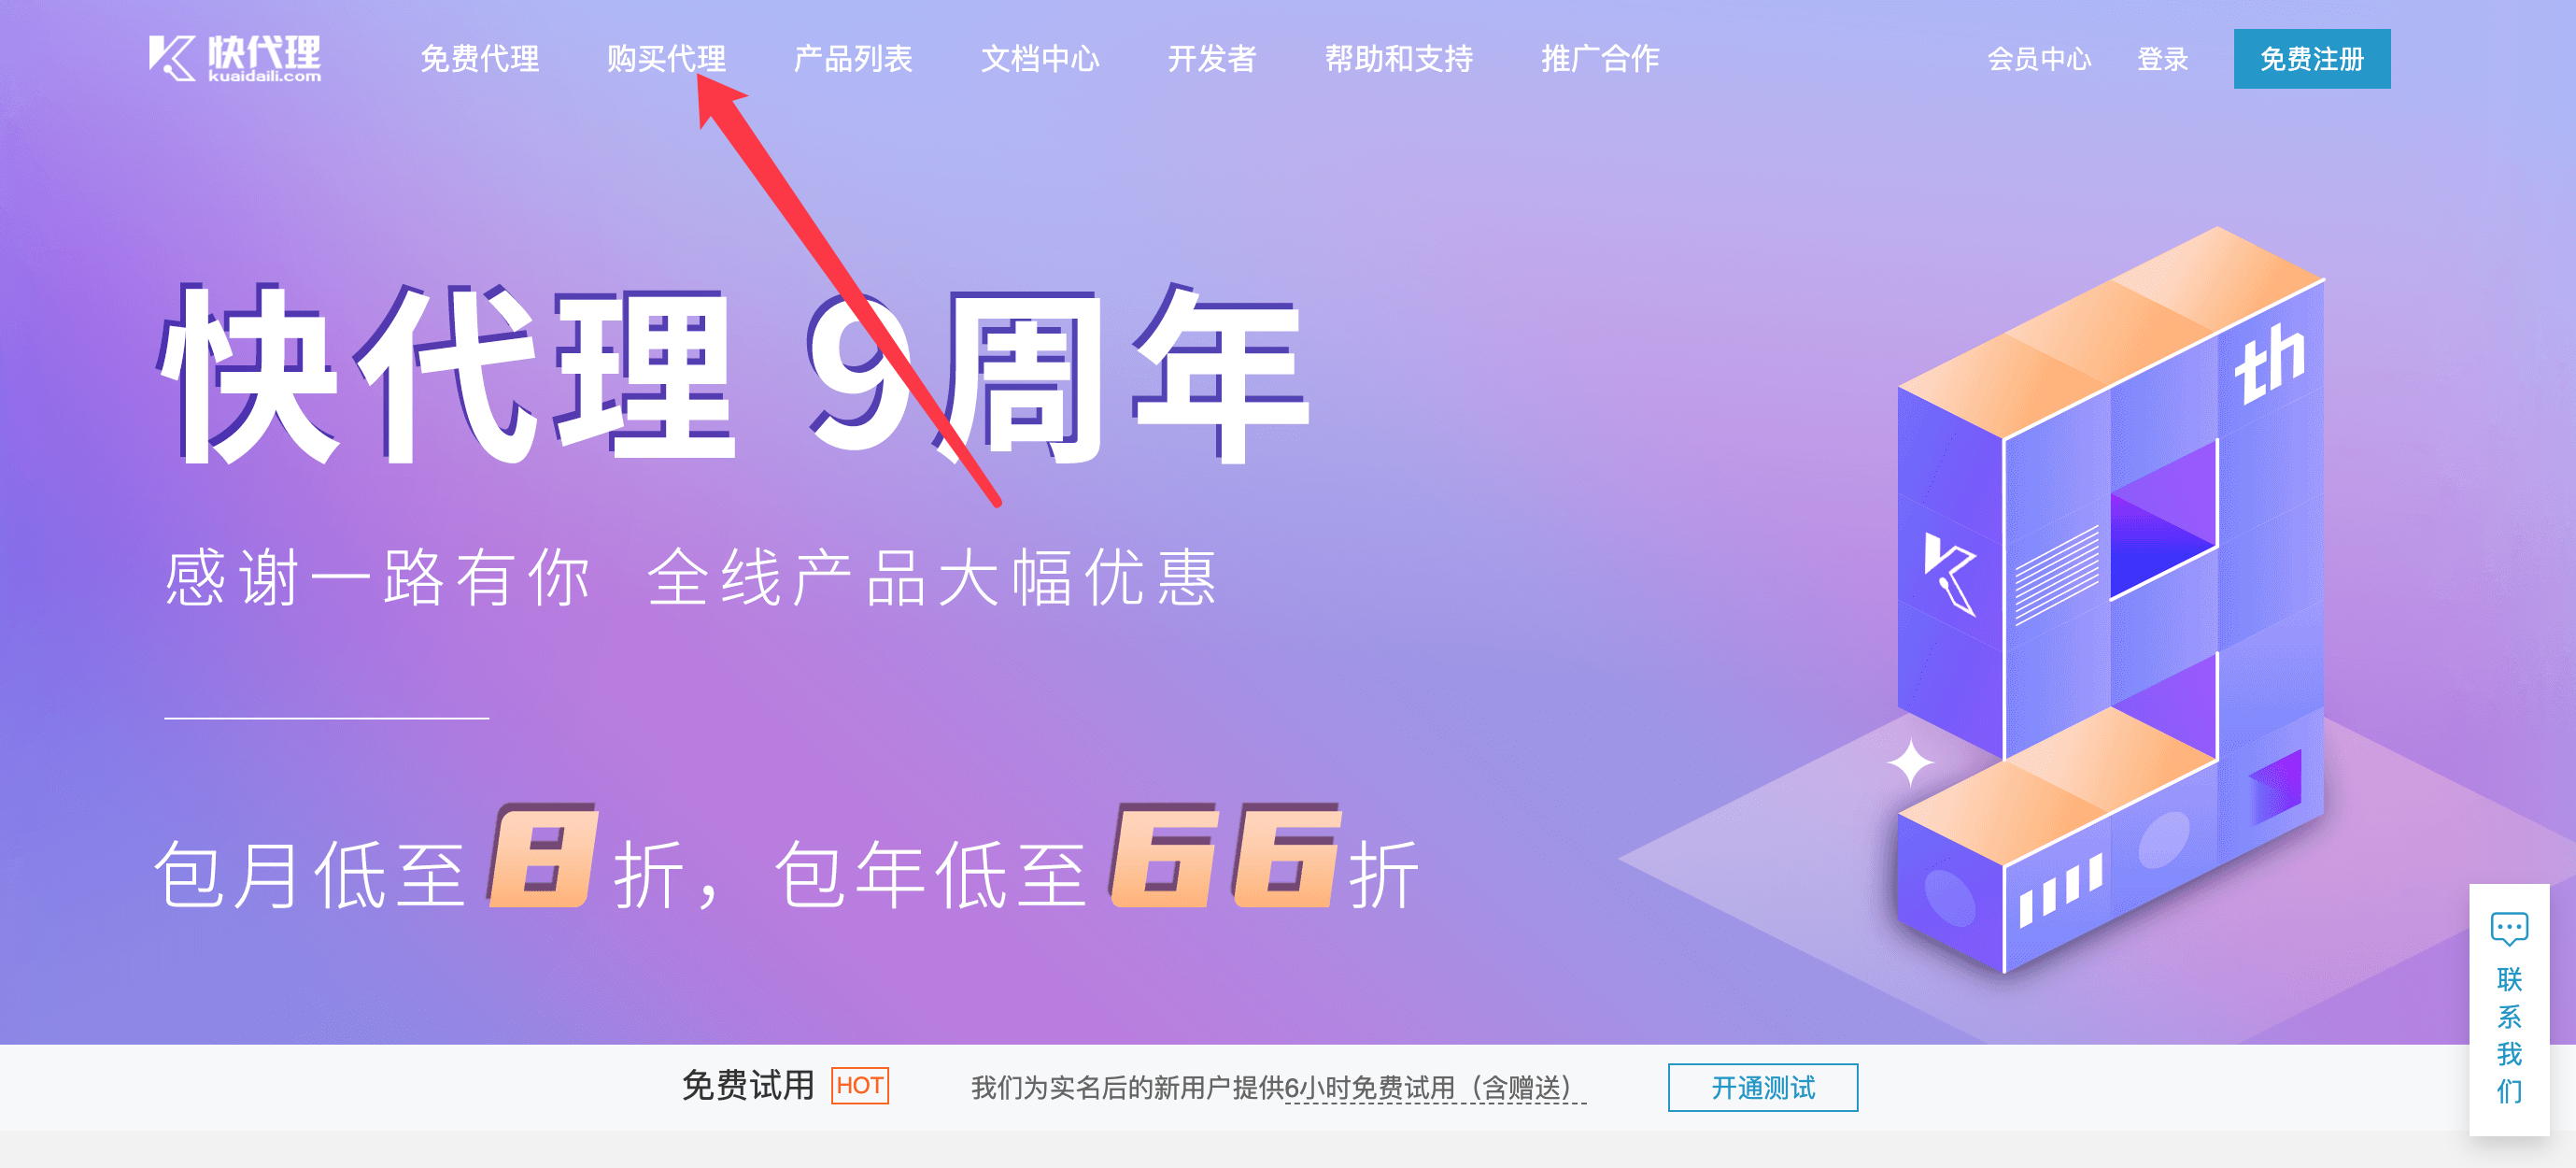 快代理
kuaidaili.com
免费代理 购买代理 产品列表 文档中心 开发者 帮助和支持 推广合作 会员中心 登录 免费注册
快代理 9周年
感谢一路有你 全线产品大幅优惠
包月低至8折，包年低至66折
th
联系我们
免费试用 HOT 我们为实名后的新用户提供6小时免费试用（含赠送） 开通测试